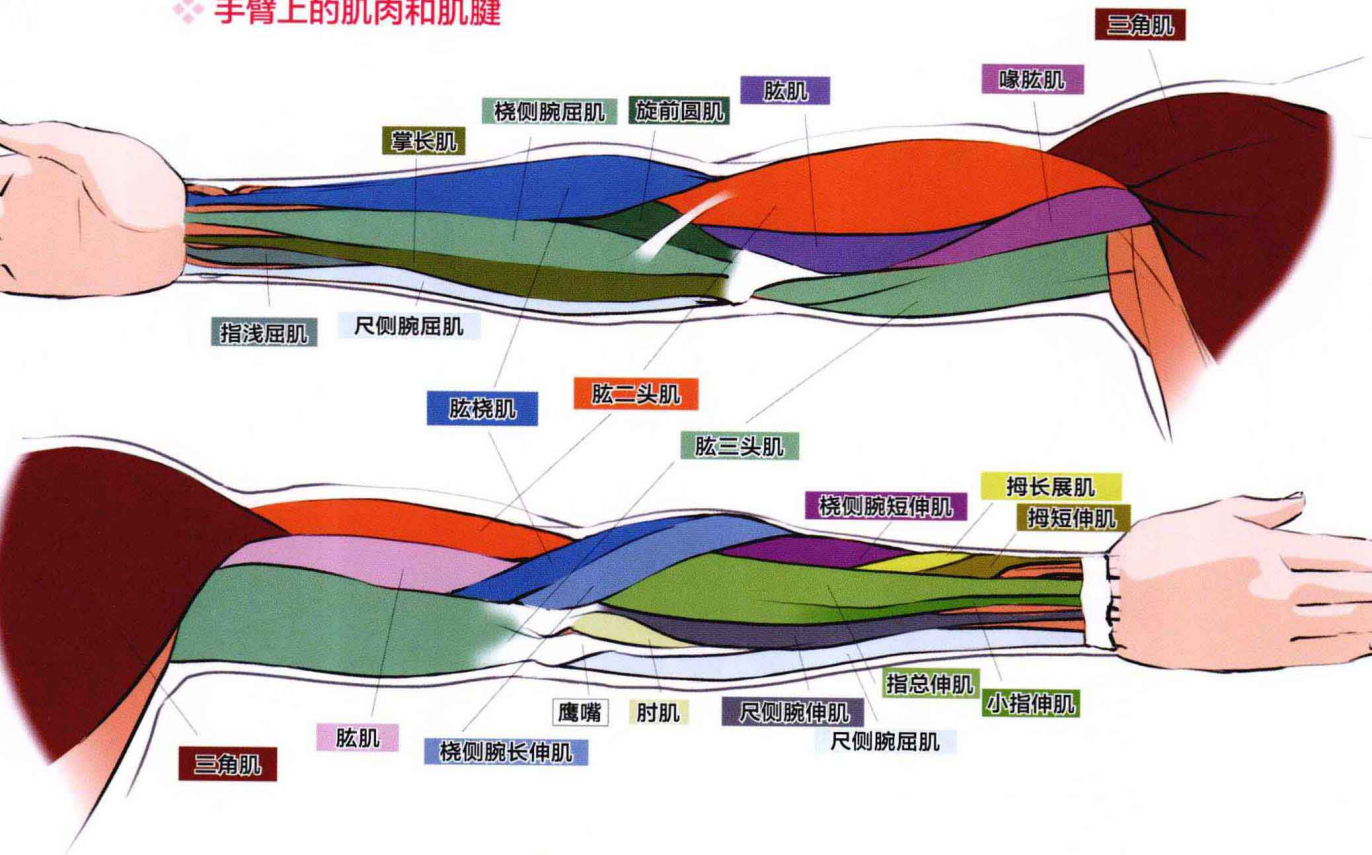 手臂上的肌肉和肌腱
三角肌
喙肱肌
肱肌
桡侧腕屈肌
旋前圆肌
掌长肌
指浅屈肌
尺侧腕屈肌
肱桡肌
肱二头肌
肱三头肌
桡侧腕短伸肌
拇长展肌
拇短伸肌
指总伸肌
小指伸肌
鹰嘴
肘肌
尺侧腕伸肌
尺侧腕屈肌
肱肌
桡侧腕长伸肌
三角肌